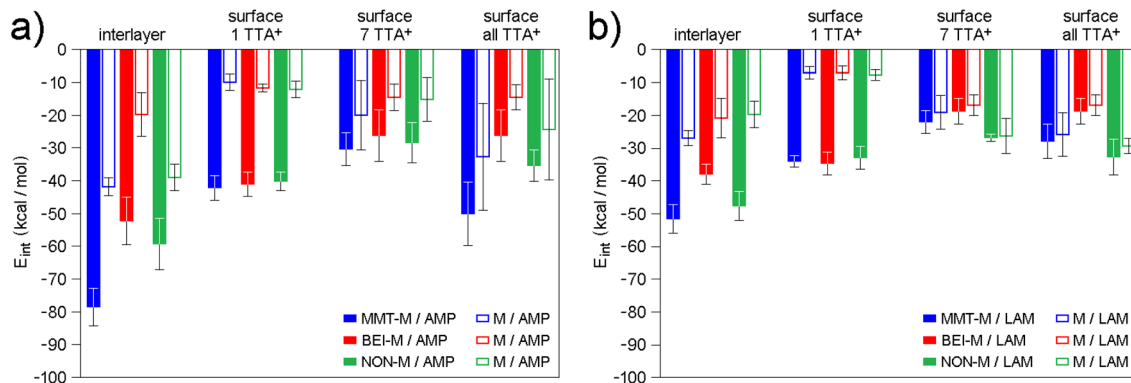 a)
interlayer
surface
1 TTA+
surface
7 TTA+
surface
all TTA+
0
-10
-20
-30
-40
-50
-60
-70
-80
-90
-100
Eint (kcal / mol)
MMT-M / AMP
M / AMP
BEI-M / AMP
M / AMP
NON-M / AMP
M / AMP
b)
interlayer
surface
1 TTA+
surface
7 TTA+
surface
all TTA+
0
-10
-20
-30
-40
-50
-60
-70
-80
-90
-100
Eint (kcal / mol)
MMT-M / LAM
M / LAM
BEI-M / LAM
M / LAM
NON-M / LAM
M / LAM